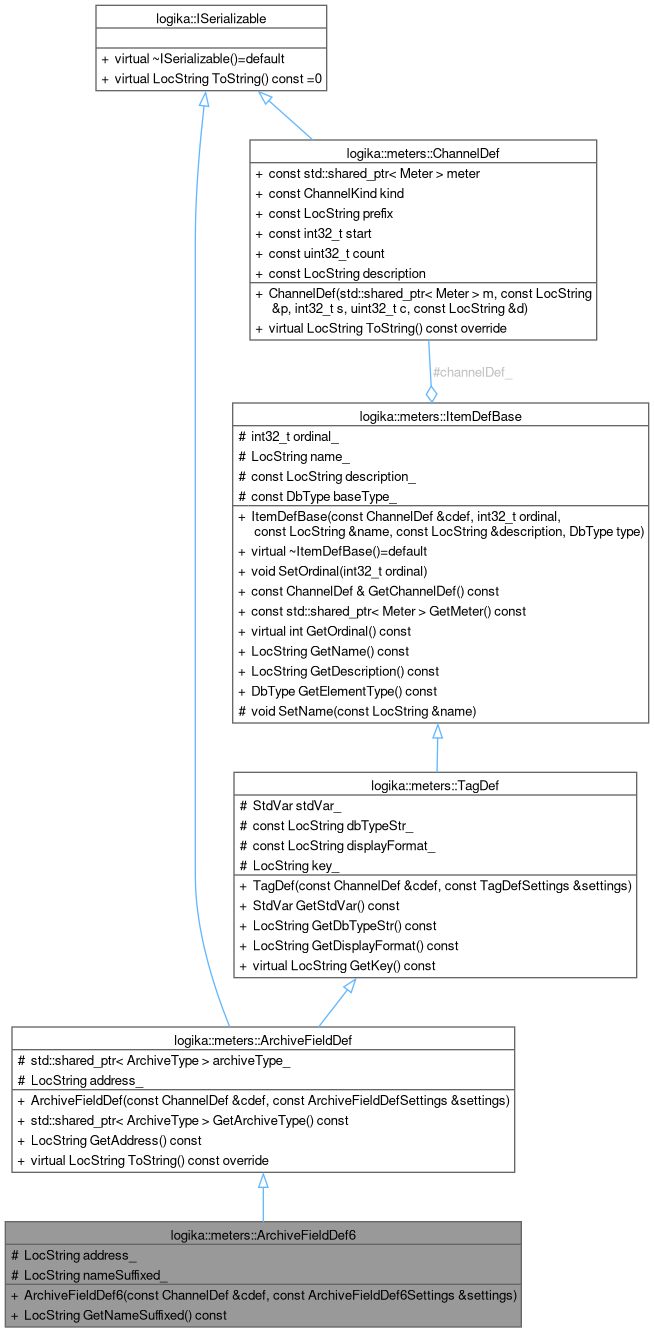 logika::ISerializable
+ virtual ~ISerializable()=default
+ virtual LocString ToString() const =0
logika::meters::ChannelDef
+ const std::shared_ptr< Meter > meter
+ const ChannelKind kind
+ const LocString prefix
+ const int32_t start
+ const uint32_t count
+ const LocString description
+ ChannelDef(std::shared_ptr< Meter > m, const LocString
&p, int32_t s, uint32_t c, const LocString &d)
+ virtual LocString ToString() const override
#channelDef_
logika::meters::ItemDefBase
# int32_t ordinal_
# LocString name_
# const LocString description_
# const DbType baseType_
+ ItemDefBase(const ChannelDef &cdef, int32_t ordinal,
const LocString &name, const LocString &description, DbType type)
+ virtual ~ItemDefBase()=default
+ void SetOrdinal(int32_t ordinal)
+ const ChannelDef & GetChannelDef() const
+ const std::shared_ptr< Meter > GetMeter() const
+ virtual int GetOrdinal() const
+ LocString GetName() const
+ LocString GetDescription() const
+ DbType GetElementType() const
# void SetName(const LocString &name)
logika::meters::TagDef
# StdVar stdVar_
# const LocString dbTypeStr_
# const LocString displayFormat_
# LocString key_
+ TagDef(const ChannelDef &cdef, const TagDefSettings &settings)
+ StdVar GetStdVar() const
+ LocString GetDbTypeStr() const
+ LocString GetDisplayFormat() const
+ virtual LocString GetKey() const
logika::meters::ArchiveFieldDef
# std::shared_ptr< ArchiveType > archiveType_
# LocString address_
+ ArchiveFieldDef(const ChannelDef &cdef, const ArchiveFieldDefSettings &settings)
+ std::shared_ptr< ArchiveType > GetArchiveType() const
+ LocString GetAddress() const
+ virtual LocString ToString() const override
logika::meters::ArchiveFieldDef6
# LocString address_
# LocString nameSuffixed_
+ ArchiveFieldDef6(const ChannelDef &cdef, const ArchiveFieldDef6Settings &settings)
+ LocString GetNameSuffixed() const